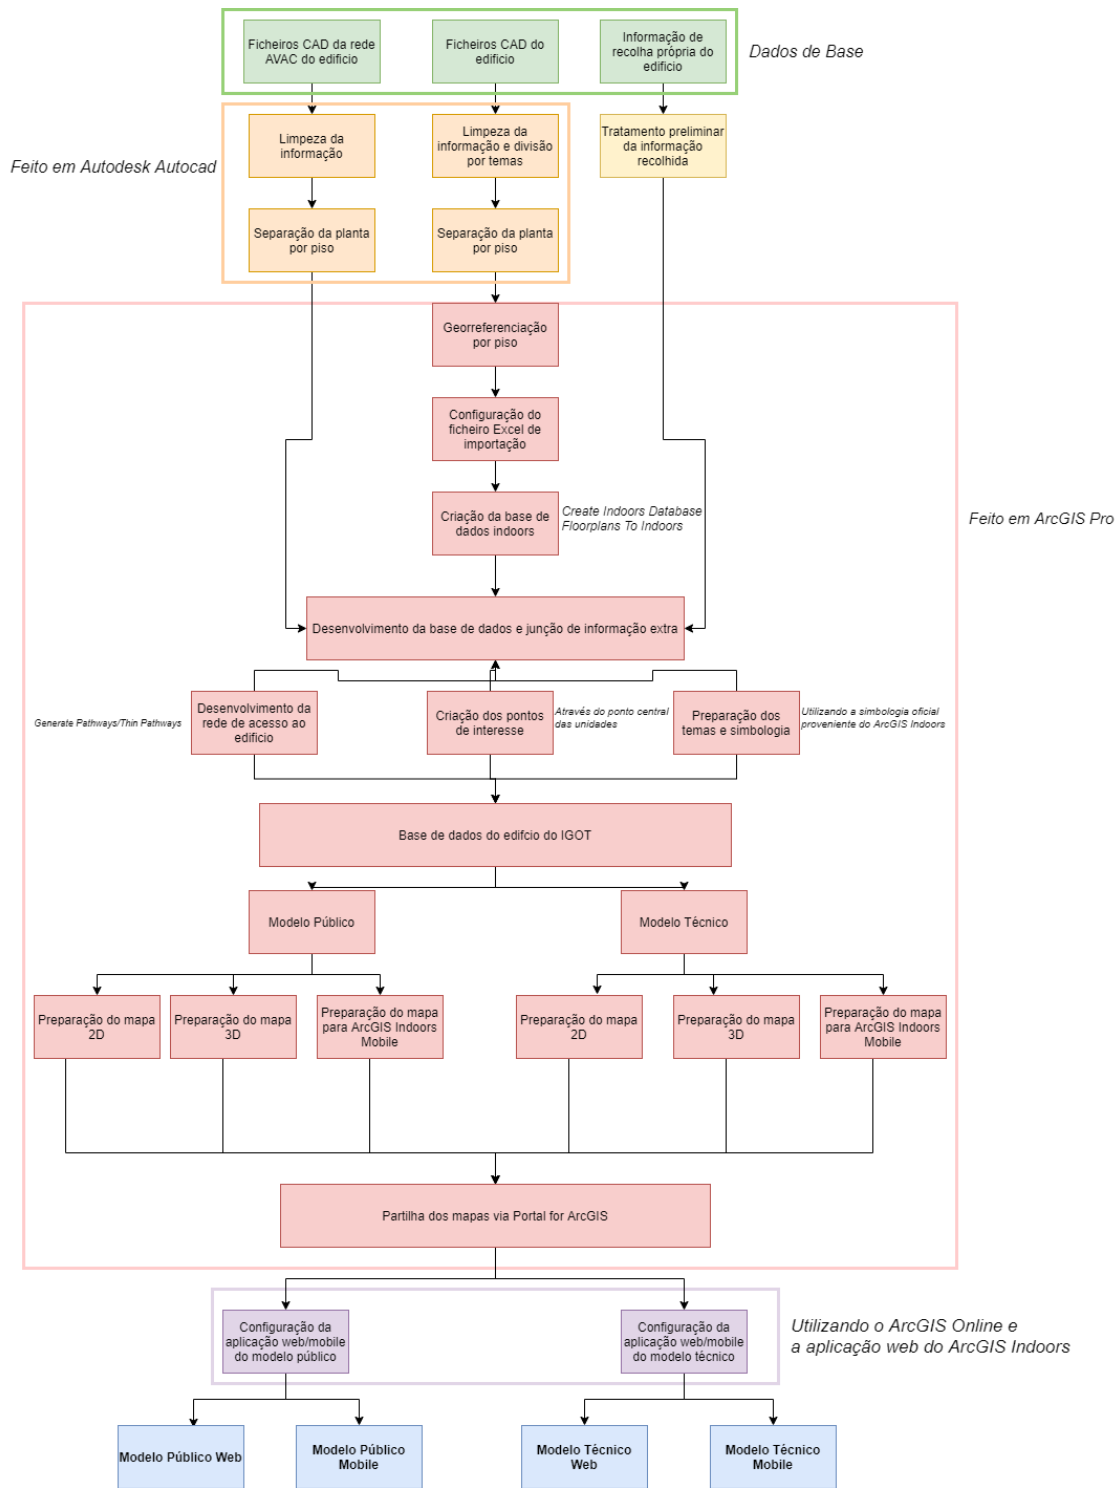 Ficheiros CAD da rede
AVAC do edificio
Ficheiros CAD do
edificio
Informação de
recolha própria do
edificio
Dados de Base
Feito em Autodesk Autocad
Limpeza da
informação
Limpeza da
informação e divisão
por temas
Tratamento preliminar
da informação
recolhida
Separação da planta
por piso
Separação da planta
por piso
Georreferenciação
por piso
Configuração do
ficheiro Excel de
importação
Criação da base de
dados indoors
Create Indoors Database
Floorplans To Indoors
Feito em ArcGIS Pro
Desenvolvimento da base de dados e junção de informação extra
Generate Pathways/Thin Pathways
Desenvolvimento da
rede de acesso ao
edificio
Criação dos pontos
de interesse
Através do ponto central
das unidades
Preparação dos
temas e simbologia
Utilizando a simbologia oficial
proveniente do ArcGIS Indoors
Base de dados do edifcio do IGOT
Modelo Público
Modelo Técnico
Preparação do mapa
2D
Preparação do mapa
3D
Preparação do mapa
para ArcGIS Indoors
Mobile
Preparação do mapa
2D
Preparação do mapa
3D
Preparação do mapa
para ArcGIS Indoors
Mobile
Partilha dos mapas via Portal for ArcGIS
Configuração da
aplicação web/mobile
do modelo público
Configuração da
aplicação web/mobile
do modelo técnico
Utilizando o ArcGIS Online e
a aplicação web do ArcGIS Indoors
Modelo Público Web
Modelo Público
Mobile
Modelo Técnico
Web
Modelo Técnico
Mobile